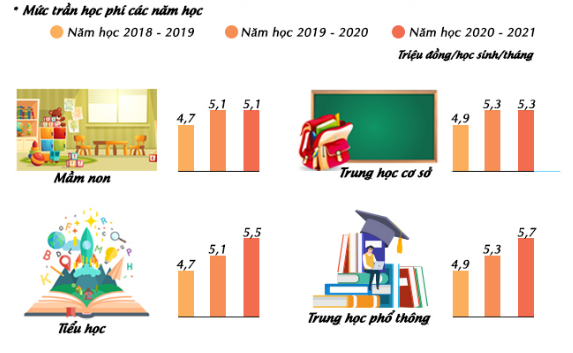 * Mức trần học phí các năm học
Năm học 2018 - 2019 Năm học 2019 - 2020 Năm học 2020 - 2021
Triệu đồng/học sinh/tháng
4,7 5,1 5,1
Mầm non
4,9 5,3 5,3
Trung học cơ sở
4,7 5,1 5,5
Tiểu học
4,9 5,3 5,7
Trung học phổ thông